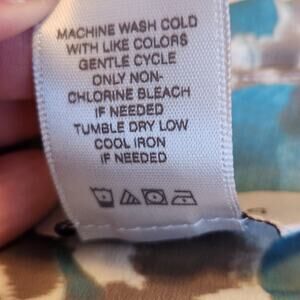 MACHINE WASH COLD
WITH LIKE COLORS
GENTLE CYCLE
ONLY NON-
CHLORINE BLEACH
IF NEEDED
TUMBLE DRY LOW
COOL IRON
IF NEEDED